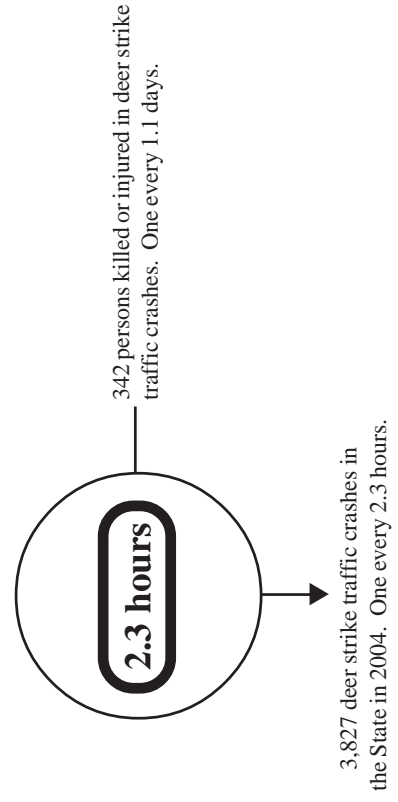 342 persons killed or injured in deer strike
traffic crashes. One every 1.1 days.
2.3 hours
3,827 deer strike traffic crashes in
the State in 2004. One every 2.3 hours.